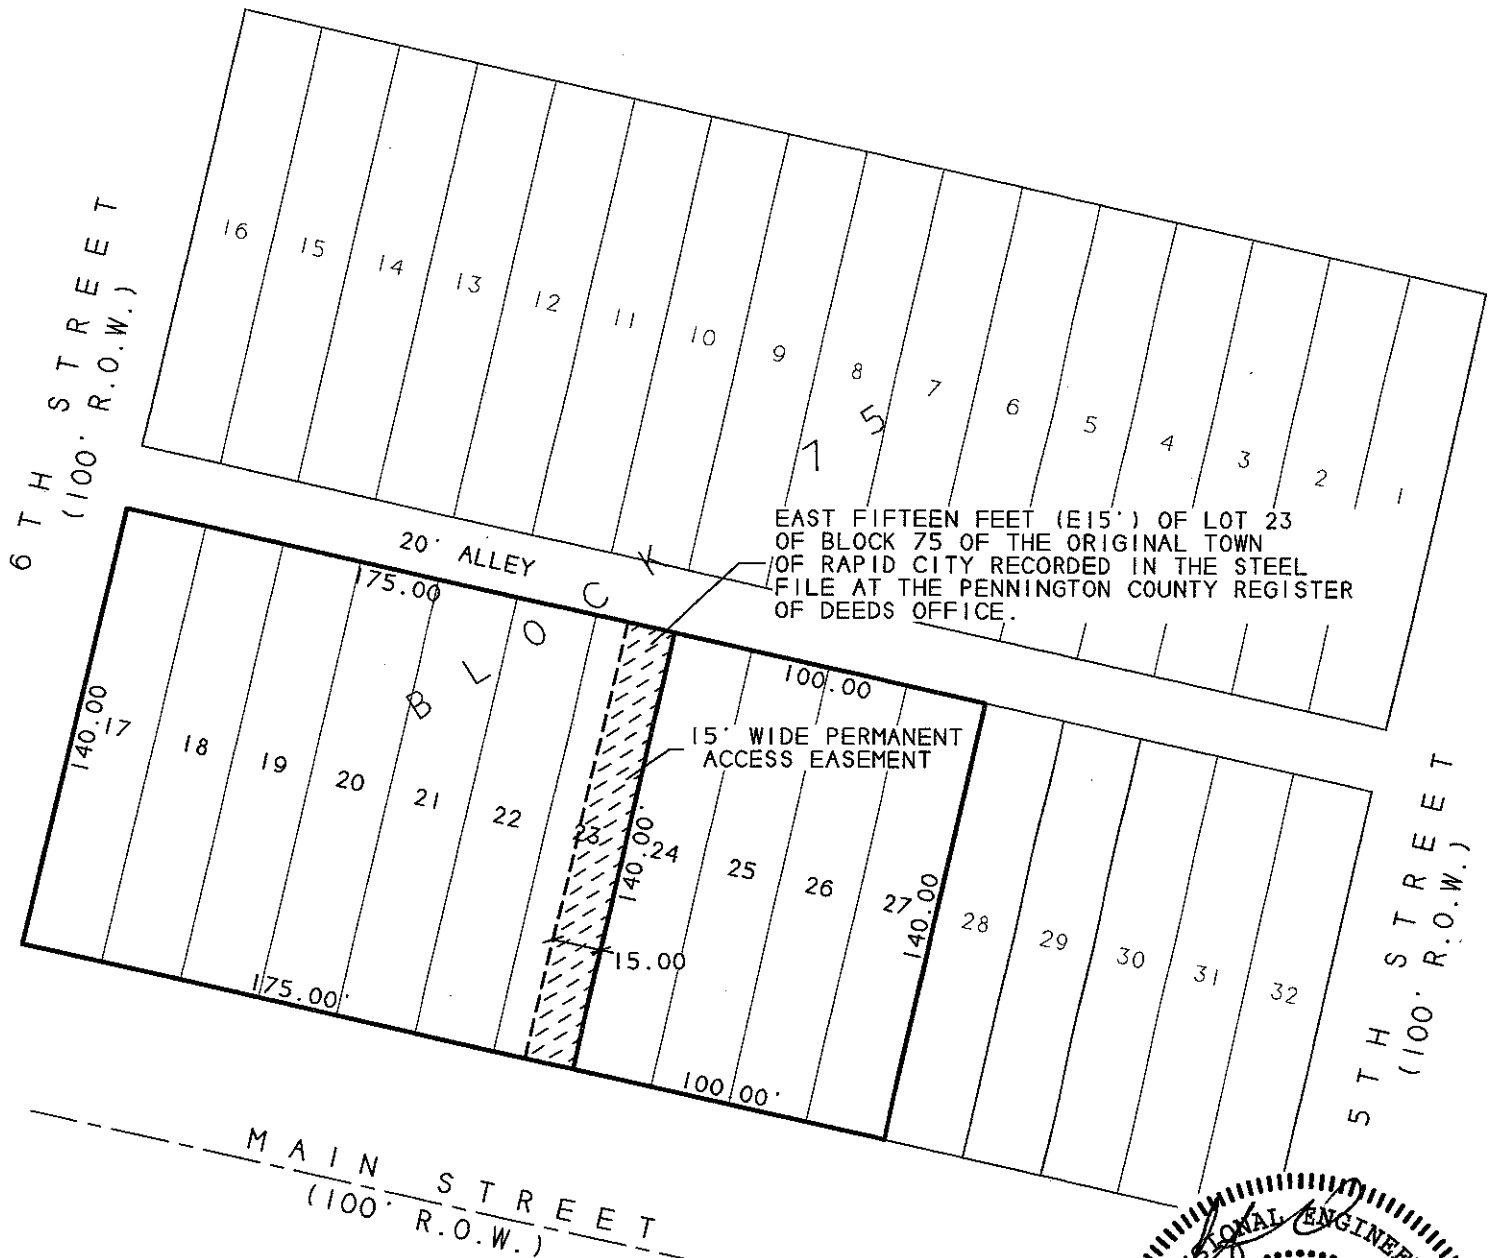 6TH STREET
(100' R.O.W.)
16
15
14
13
12
11
10
9
8
7
6
5
4
3
2
1
BLOCK 75
20' ALLEY
EAST FIFTEEN FEET (E15') OF LOT 23
OF BLOCK 75 OF THE ORIGINAL TOWN
OF RAPID CITY RECORDED IN THE STEEL
FILE AT THE PENNINGTON COUNTY REGISTER
OF DEEDS OFFICE.
175.00
100.00
15' WIDE PERMANENT
ACCESS EASEMENT
140.00
17
18
19
20
21
22
23
140.00'
24
25
26
27
140.00
28
29
30
31
32
15.00
175.00'
100.00'
5TH STREET
(100' R.O.W.)
MAIN STREET
(100' R.O.W.)